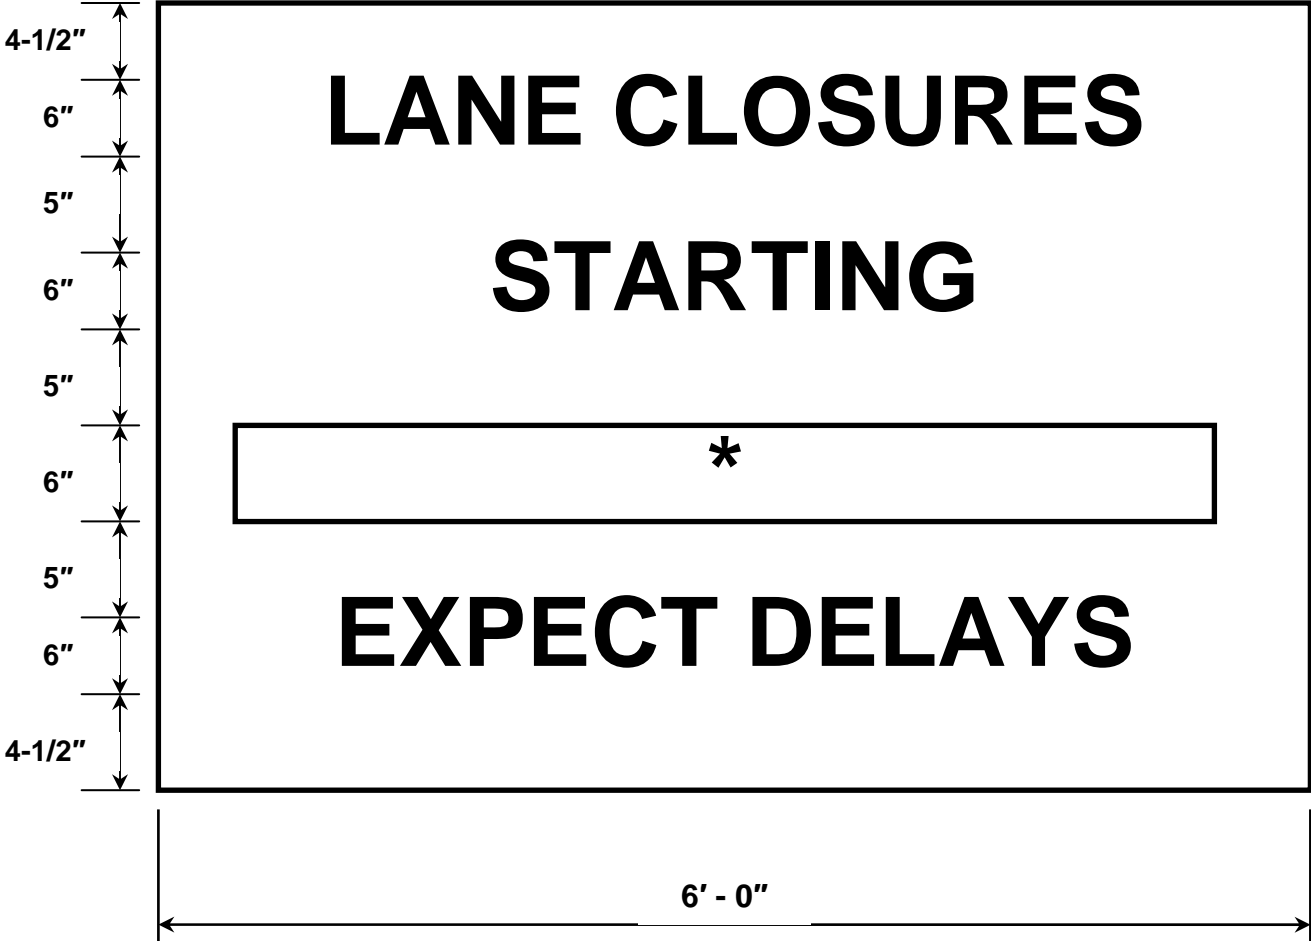 4-1/2"
6"
LANE CLOSURES
5"
6"
STARTING
5"
6"
*
5"
6"
EXPECT DELAYS
4-1/2"
6' - 0"